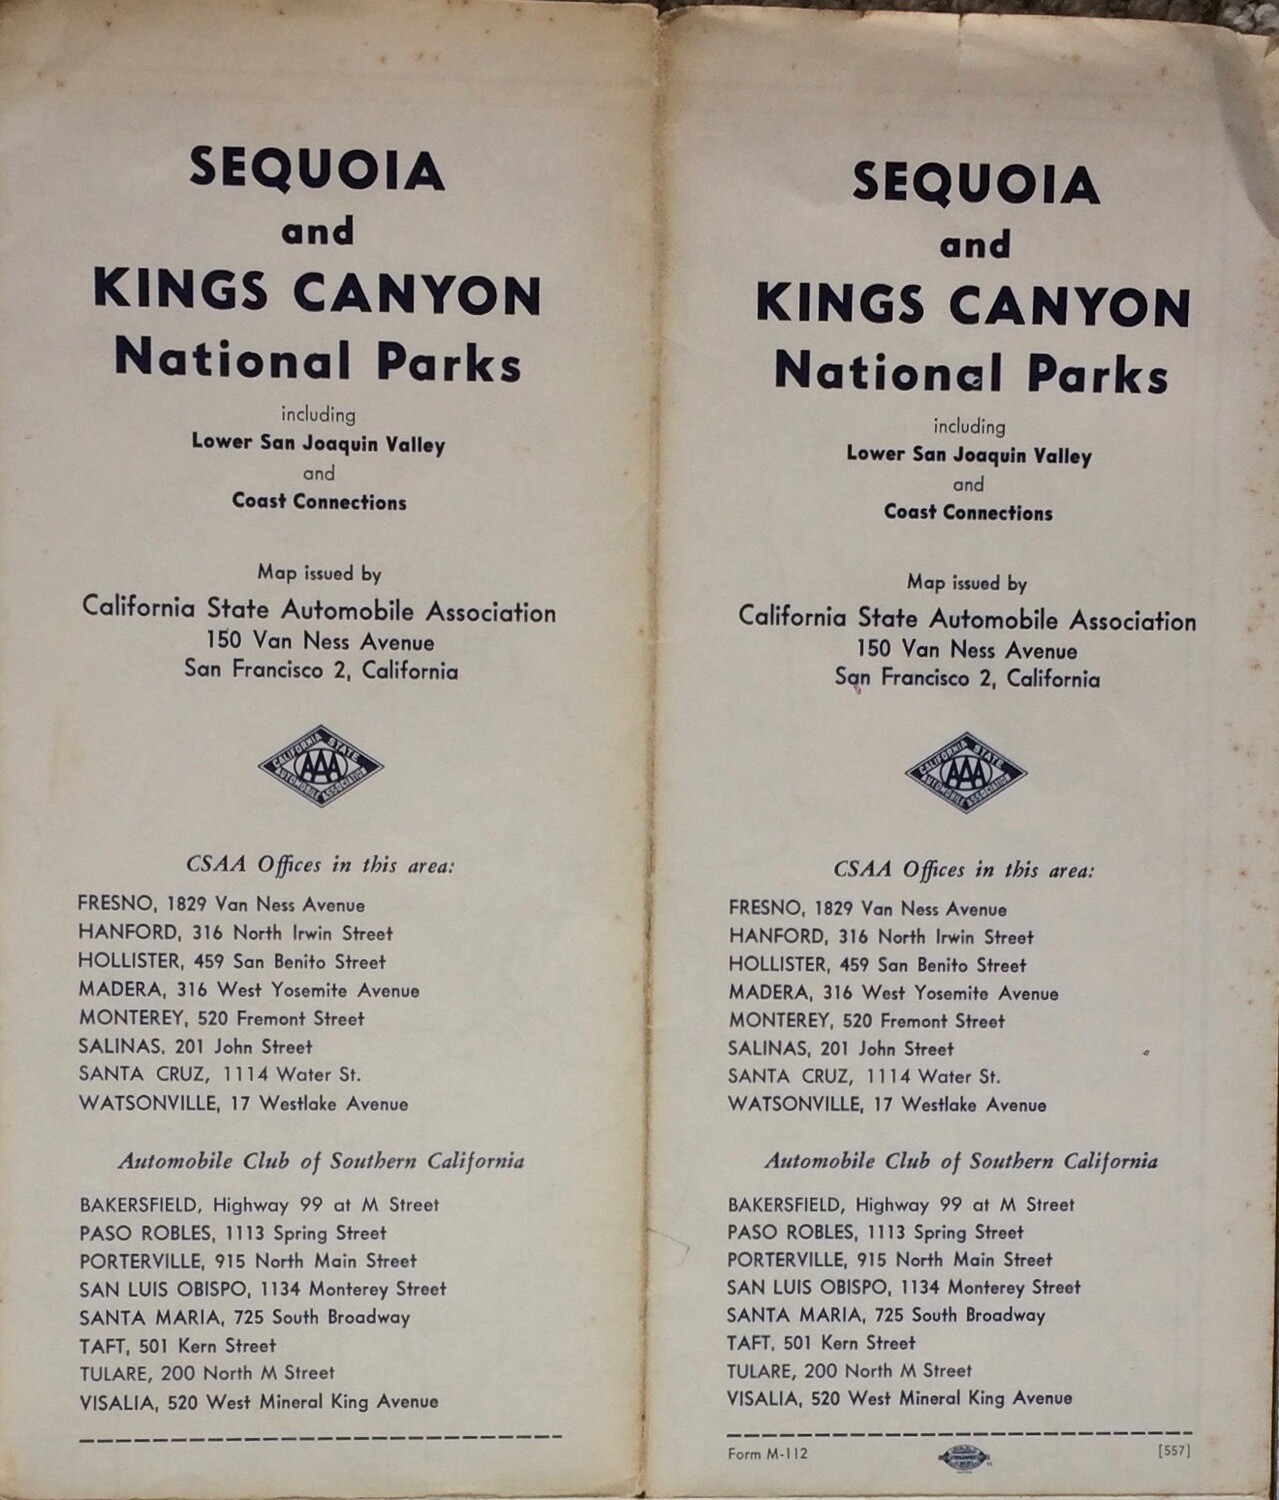 SEQUOIA
and
KINGS CANYON
National Parks
including
Lower San Joaquin Valley
and
Coast Connections
Map issued by
California State Automobile Association
150 Van Ness Avenue
San Francisco 2, California
CALIFORNIA STATE
AAA
AUTOMOBILE ASSOCIATION
CSAA Offices in this area:
FRESNO, 1829 Van Ness Avenue
HANFORD, 316 North Irwin Street
HOLLISTER, 459 San Benito Street
MADERA, 316 West Yosemite Avenue
MONTEREY, 520 Fremont Street
SALINAS, 201 John Street
SANTA CRUZ, 1114 Water St.
WATSONVILLE, 17 Westlake Avenue
Automobile Club of Southern California
BAKERSFIELD, Highway 99 at M Street
PASO ROBLES, 1113 Spring Street
PORTERVILLE, 915 North Main Street
SAN LUIS OBISPO, 1134 Monterey Street
SANTA MARIA, 725 South Broadway
TAFT, 501 Kern Street
TULARE, 200 North M Street
VISALIA, 520 West Mineral King Avenue
SEQUOIA
and
KINGS CANYON
National Parks
including
Lower San Joaquin Valley
and
Coast Connections
Map issued by
California State Automobile Association
150 Van Ness Avenue
San Francisco 2, California
CALIFORNIA STATE
AAA
AUTOMOBILE ASSOCIATION
CSAA Offices in this area:
FRESNO, 1829 Van Ness Avenue
HANFORD, 316 North Irwin Street
HOLLISTER, 459 San Benito Street
MADERA, 316 West Yosemite Avenue
MONTEREY, 520 Fremont Street
SALINAS, 201 John Street
SANTA CRUZ, 1114 Water St.
WATSONVILLE, 17 Westlake Avenue
Automobile Club of Southern California
BAKERSFIELD, Highway 99 at M Street
PASO ROBLES, 1113 Spring Street
PORTERVILLE, 915 North Main Street
SAN LUIS OBISPO, 1134 Monterey Street
SANTA MARIA, 725 South Broadway
TAFT, 501 Kern Street
TULARE, 200 North M Street
VISALIA, 520 West Mineral King Avenue
Form M-112 [557]